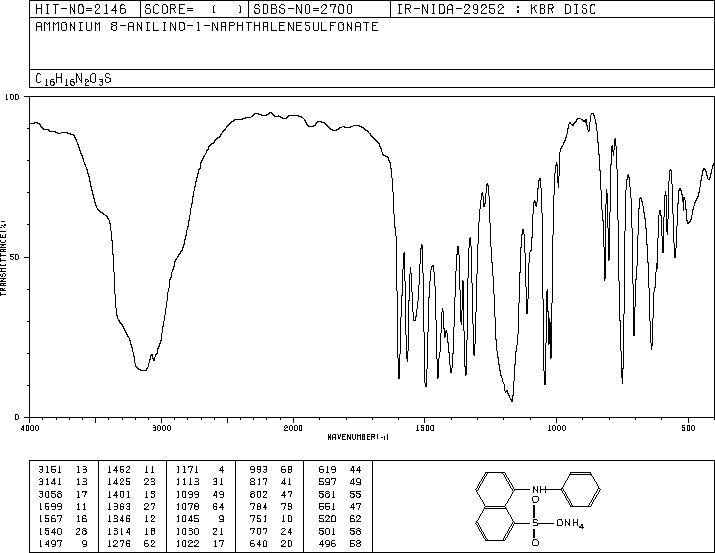 HIT-NO=2146 SCORE= ( ) SDBS-NO=2700 IR-NIDA-29252 : KBR DISC
AMMONIUM 8-ANILINO-1-NAPHTHALENESULFONATE
C16H16N2O3S
100
50
0
TRANSMITTANCE(%)
4000 3000 2000 1500 1000 500
WAVENUMBER(-1)
3151 13 1452 11 1171 4 993 68 619 44
3141 13 1425 23 1113 31 817 41 597 49
3058 17 1401 13 1099 49 802 47 581 55
1599 11 1363 27 1078 64 784 79 551 47
1567 16 1346 12 1045 9 751 10 520 62
1540 28 1314 18 1030 21 707 24 501 58
1497 9 1276 62 1022 17 640 20 496 58
NH
O
S ONH4
O